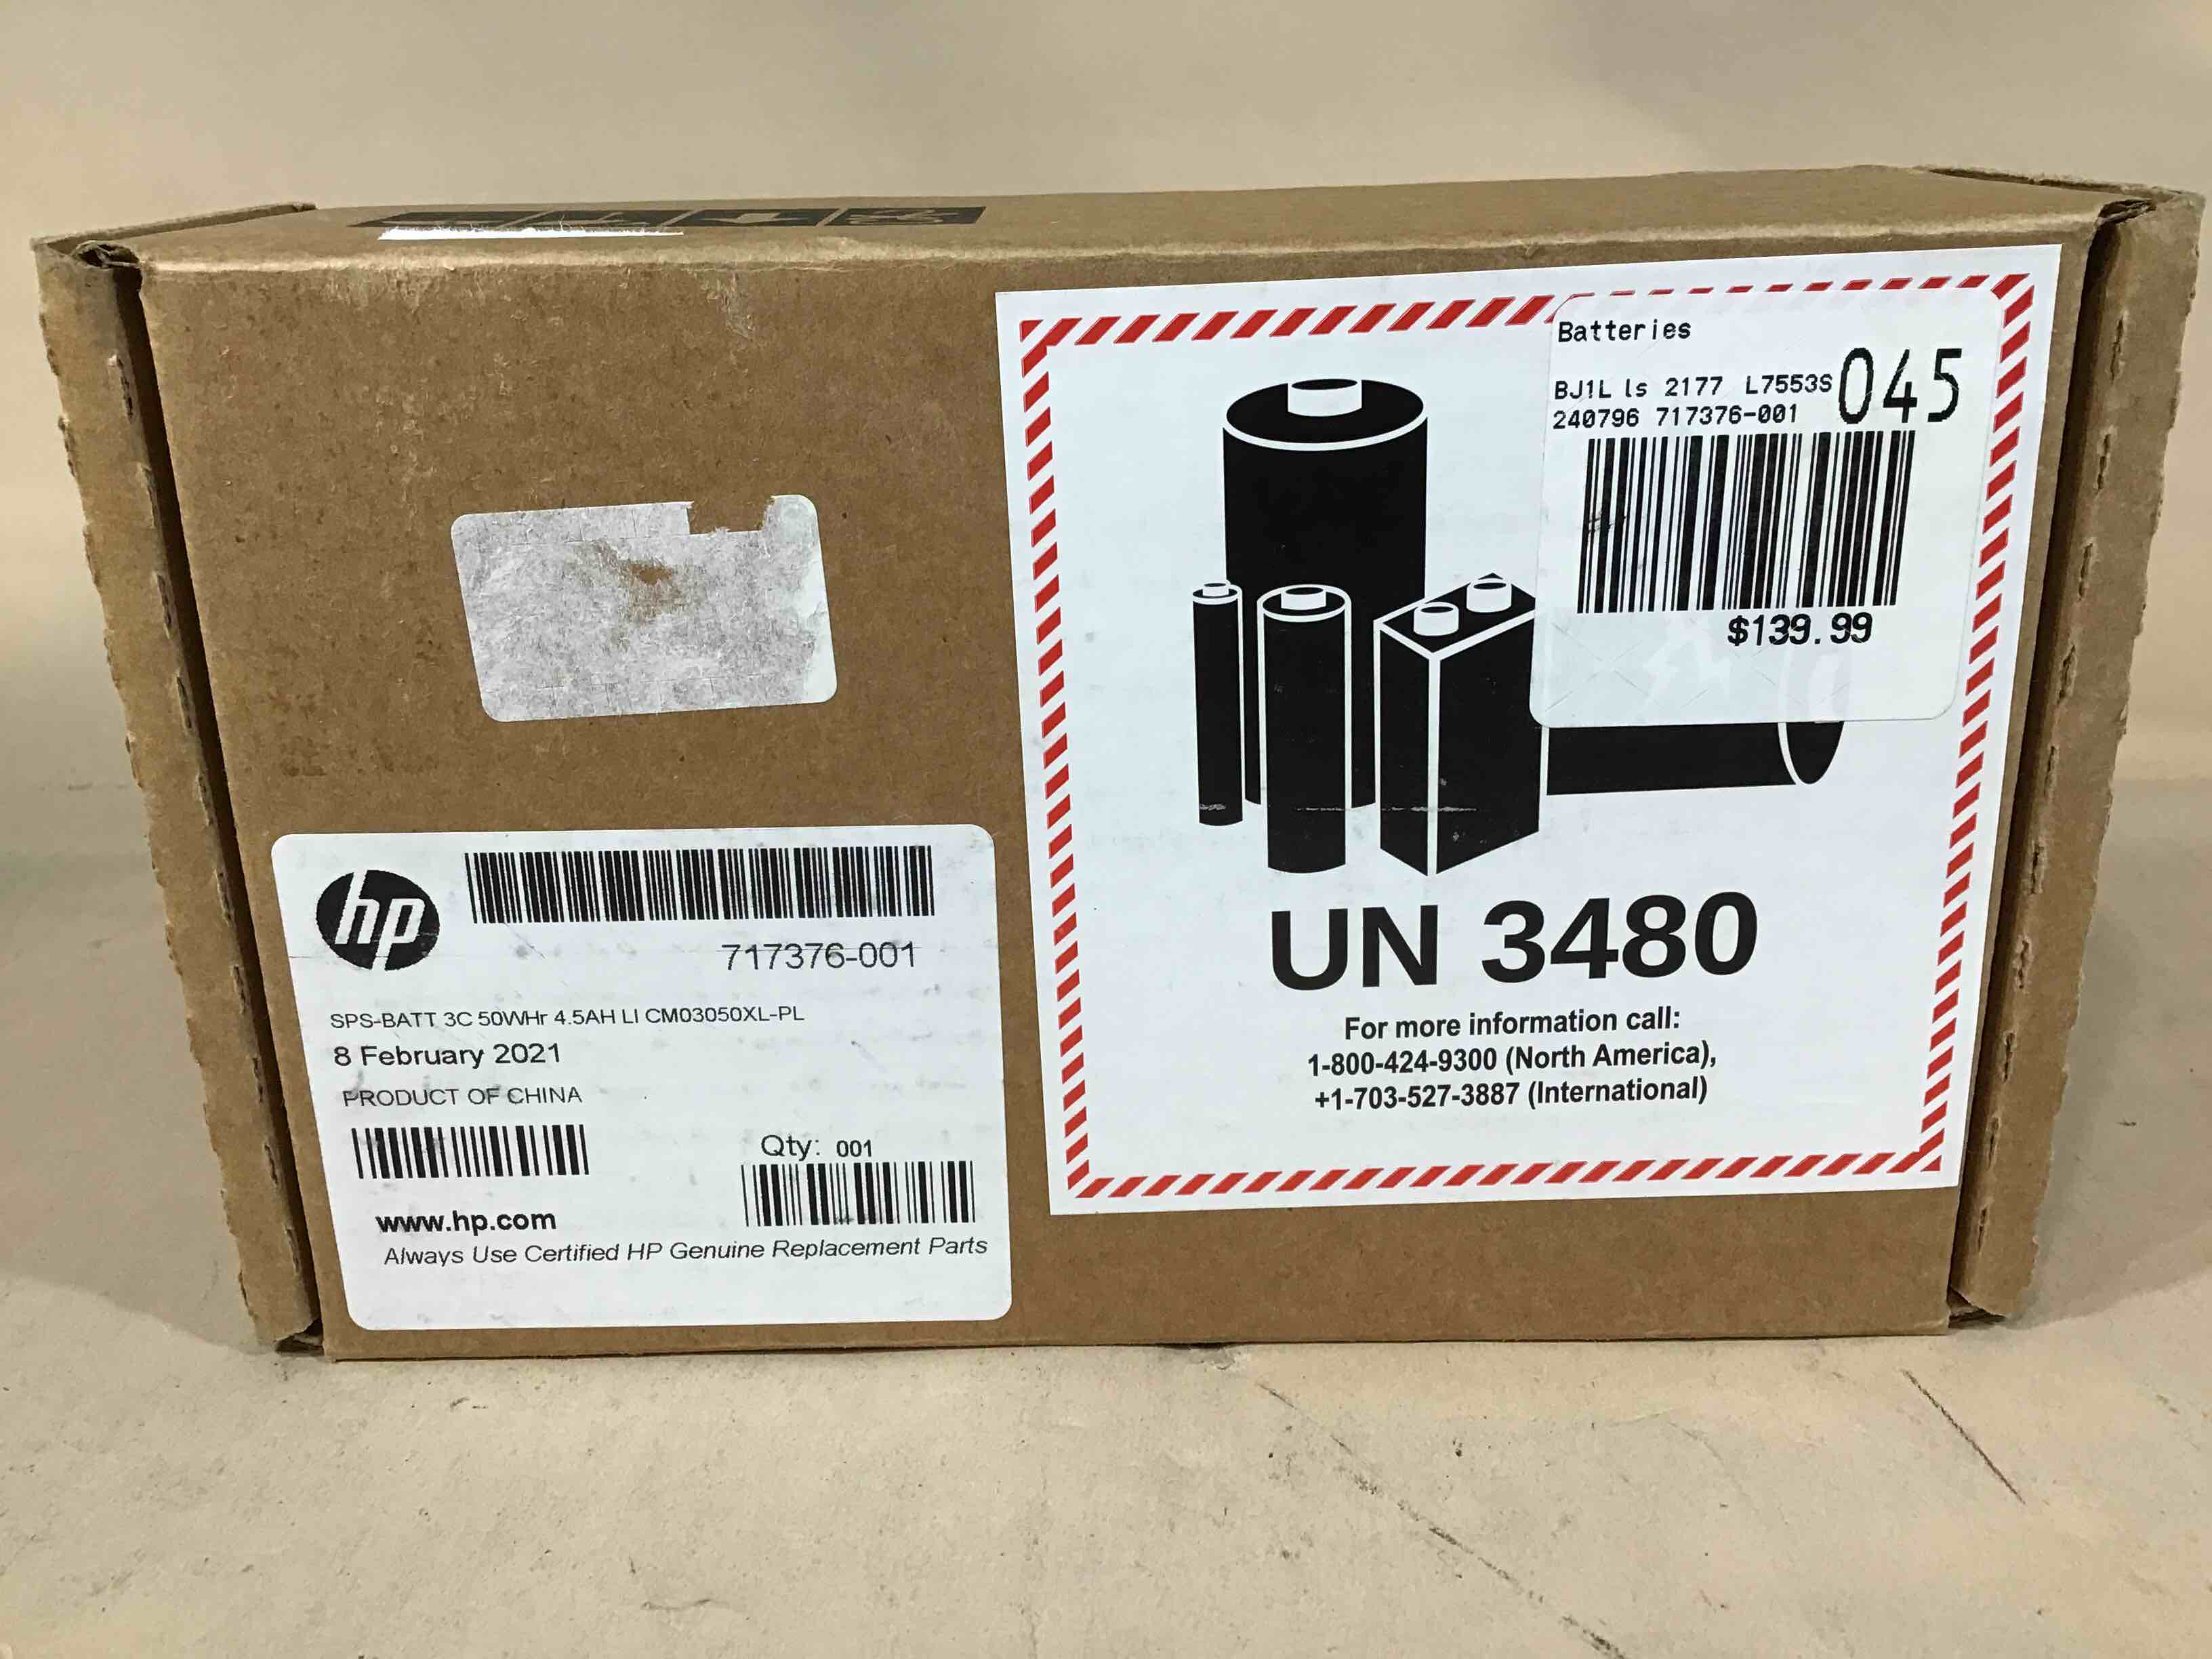 Batteries
BJ1L ls 2177 L7553S
045
240796 717376-001
$139.99
UN 3480
For more information call:
1-800-424-9300 (North America),
+1-703-527-3887 (International)
hp
717376-001
SPS-BATT 3C 50WHr 4.5AH LI CM03050XL-PL
8 February 2021
PRODUCT OF CHINA
Qty: 001
www.hp.com
Always Use Certified HP Genuine Replacement Parts